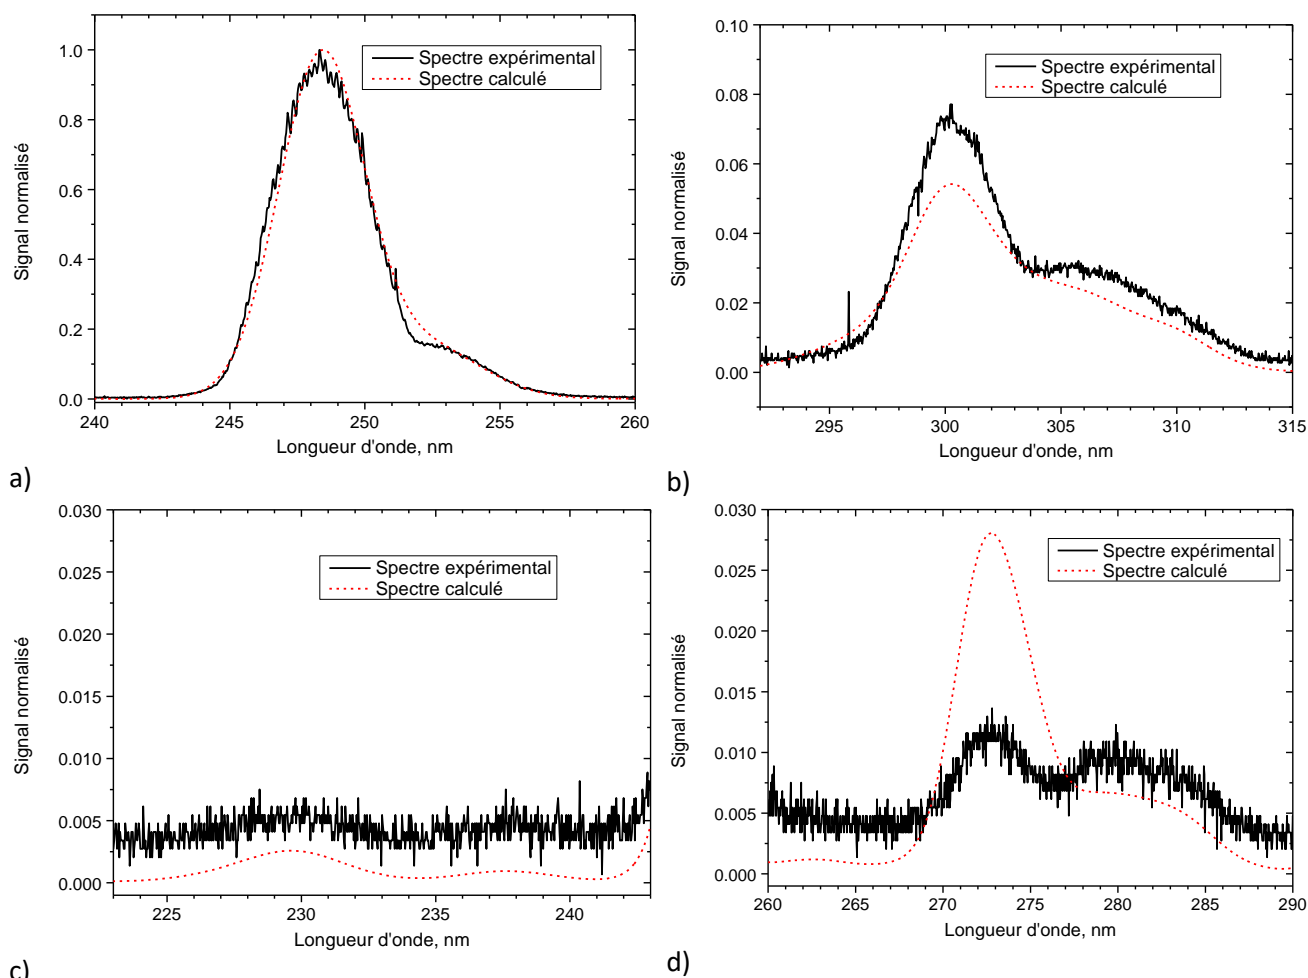 1.0
0.8
0.6
0.4
0.2
0.0
Signal normalisé
Spectre expérimental
Spectre calculé
240 245 250 255 260
Longueur d'onde, nm
a)
0.10
0.08
0.06
0.04
0.02
0.00
Signal normalisé
Spectre expérimental
Spectre calculé
295 300 305 310 315
Longueur d'onde, nm
b)
0.030
0.025
0.020
0.015
0.010
0.005
0.000
Signal normalisé
Spectre expérimental
Spectre calculé
225 230 235 240
Longueur d'onde, nm
c)
0.030
0.025
0.020
0.015
0.010
0.005
0.000
Signal normalisé
Spectre expérimental
Spectre calculé
260 265 270 275 280 285 290
Longueur d'onde, nm
d)